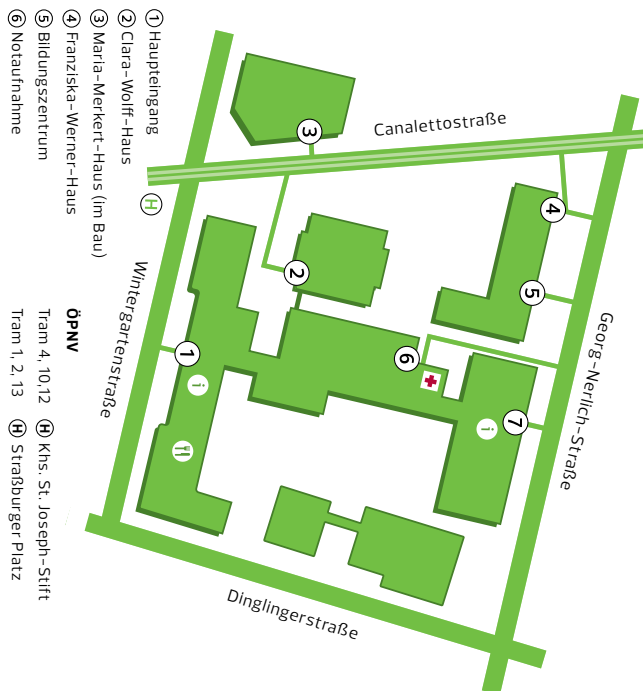 ① Haupteingang
② Clara-Wolff-Haus
③ Maria-Merkert-Haus (Im Bau)
④ Franziska-Werner-Haus
⑤ Bildungszentrum
⑥ Notaufnahme
ÖPNV
Tram 4, 10,12 Ⓗ Khs. St. Joseph-Stift
Tram 1, 2, 13 Ⓗ Straßburger Platz
Canalettostraße
Georg-Nerlich-Straße
Wintergartenstraße
Dinglingerstraße
H
3
4
5
2
1
6
7
i
i